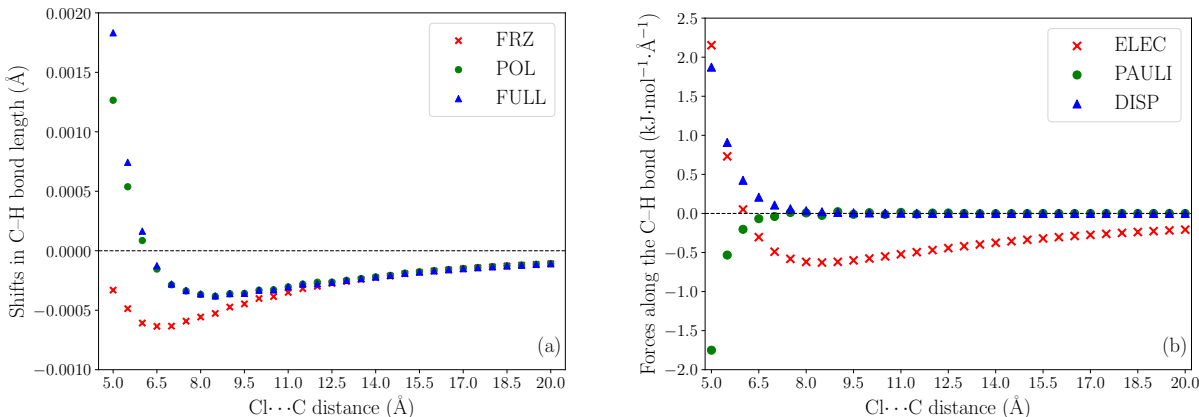 Shifts in C–H bond length (Å)
0.0020
0.0015
0.0010
0.0005
0.0000
−0.0005
−0.0010
FRZ
POL
FULL
(a)
5.0 6.5 8.0 9.5 11.0 12.5 14.0 15.5 17.0 18.5 20.0
Cl···C distance (Å)
Forces along the C–H bond (kJ·mol⁻¹·Å⁻¹)
2.5
2.0
1.5
1.0
0.5
0.0
−0.5
−1.0
−1.5
−2.0
ELEC
PAULI
DISP
(b)
5.0 6.5 8.0 9.5 11.0 12.5 14.0 15.5 17.0 18.5 20.0
Cl···C distance (Å)